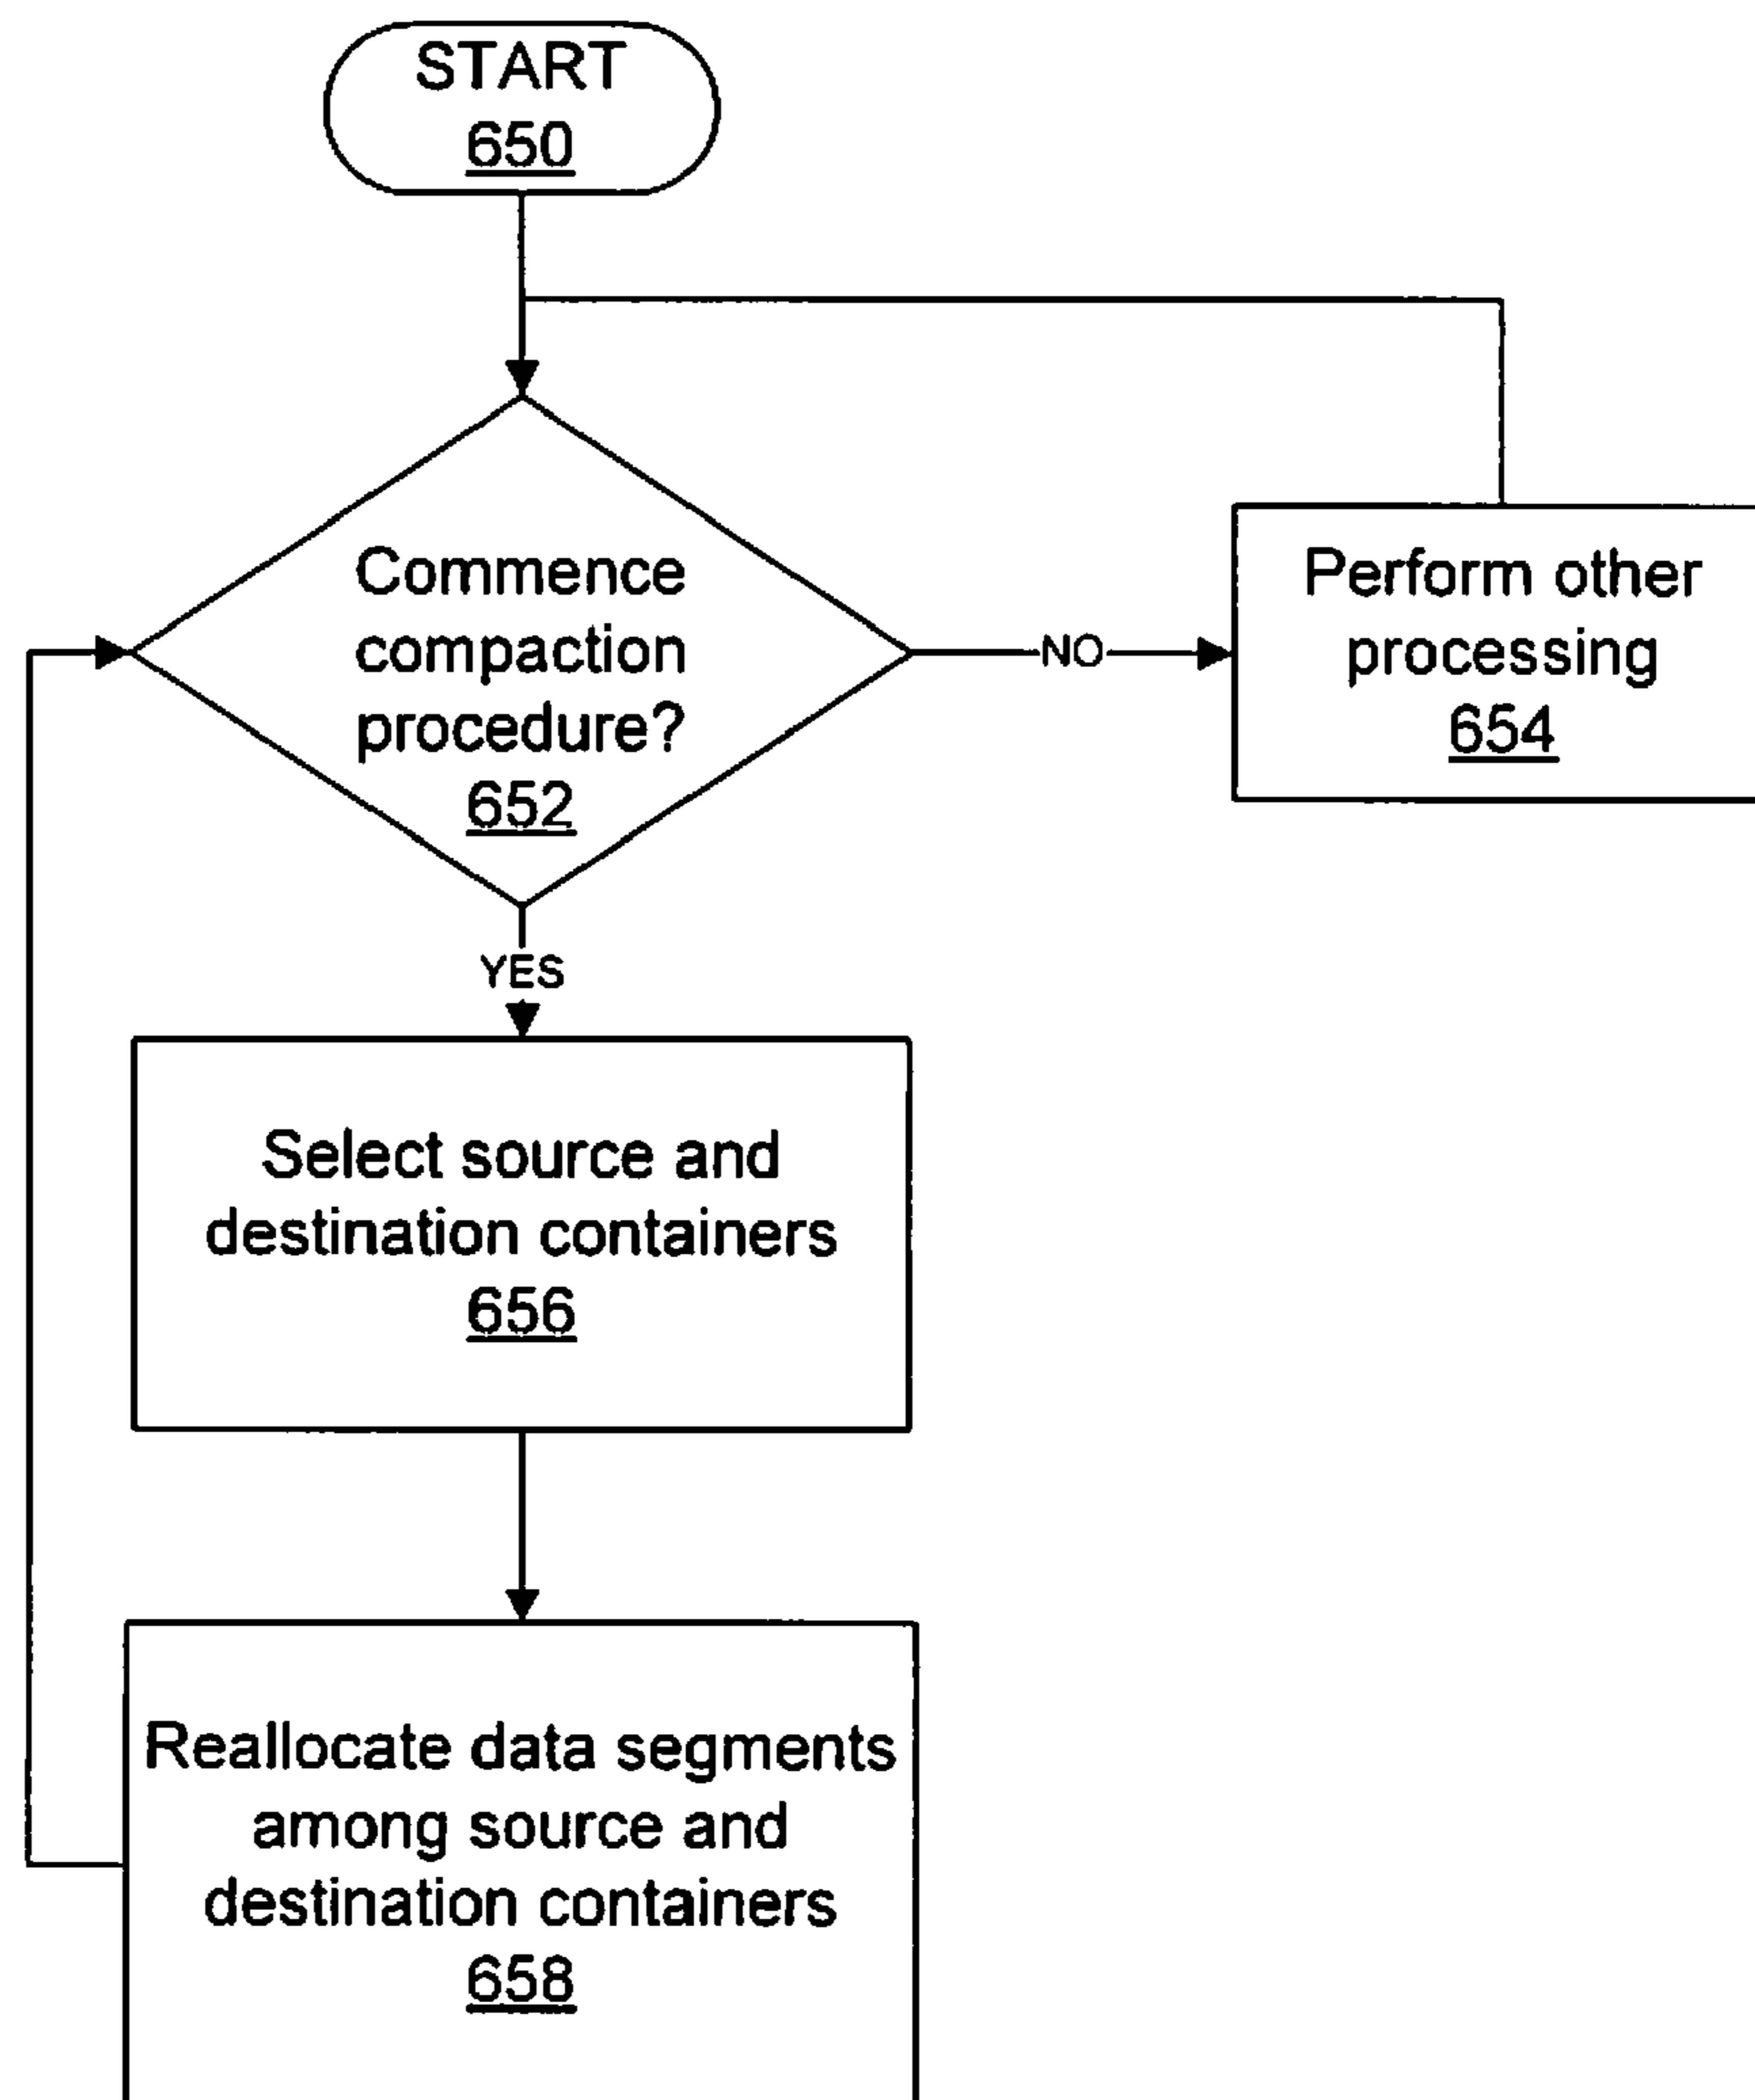 START
650
Commence
compaction
procedure?
652
NO
Perform other
processing
654
YES
Select source and
destination containers
656
Reallocate data segments
among source and
destination containers
658